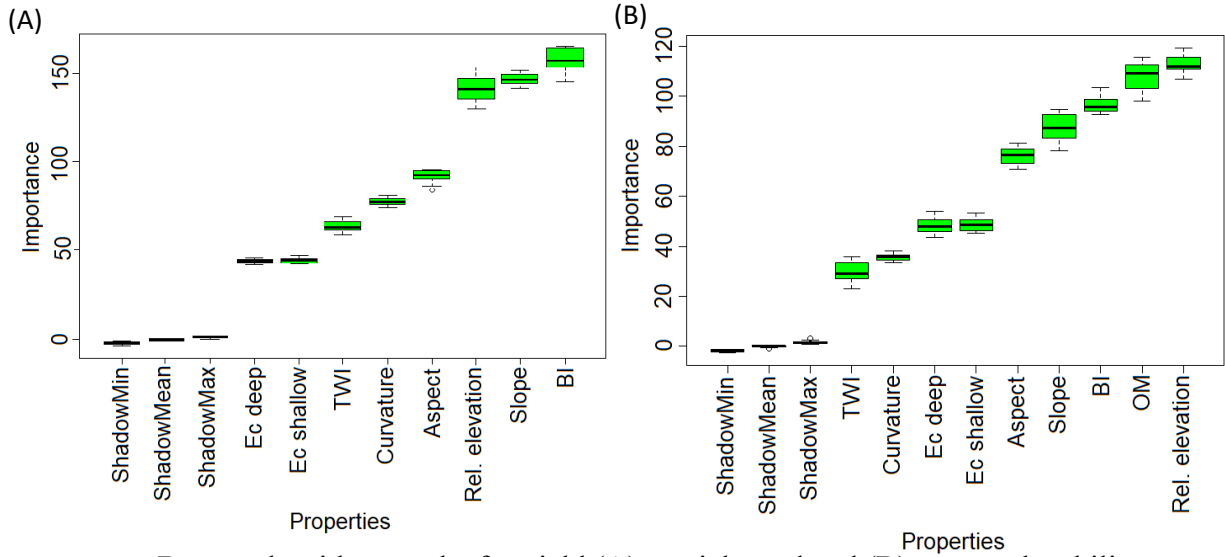 (A)
150
100
50
0
Importance
ShadowMin
ShadowMean
ShadowMax
Ec deep
Ec shallow
TWI
Curvature
Aspect
Rel. elevation
Slope
BI
Properties
(B)
120
100
80
60
40
20
0
Importance
ShadowMin
ShadowMean
ShadowMax
TWI
Curvature
Ec deep
Ec shallow
Aspect
Slope
BI
OM
Rel. elevation
Properties